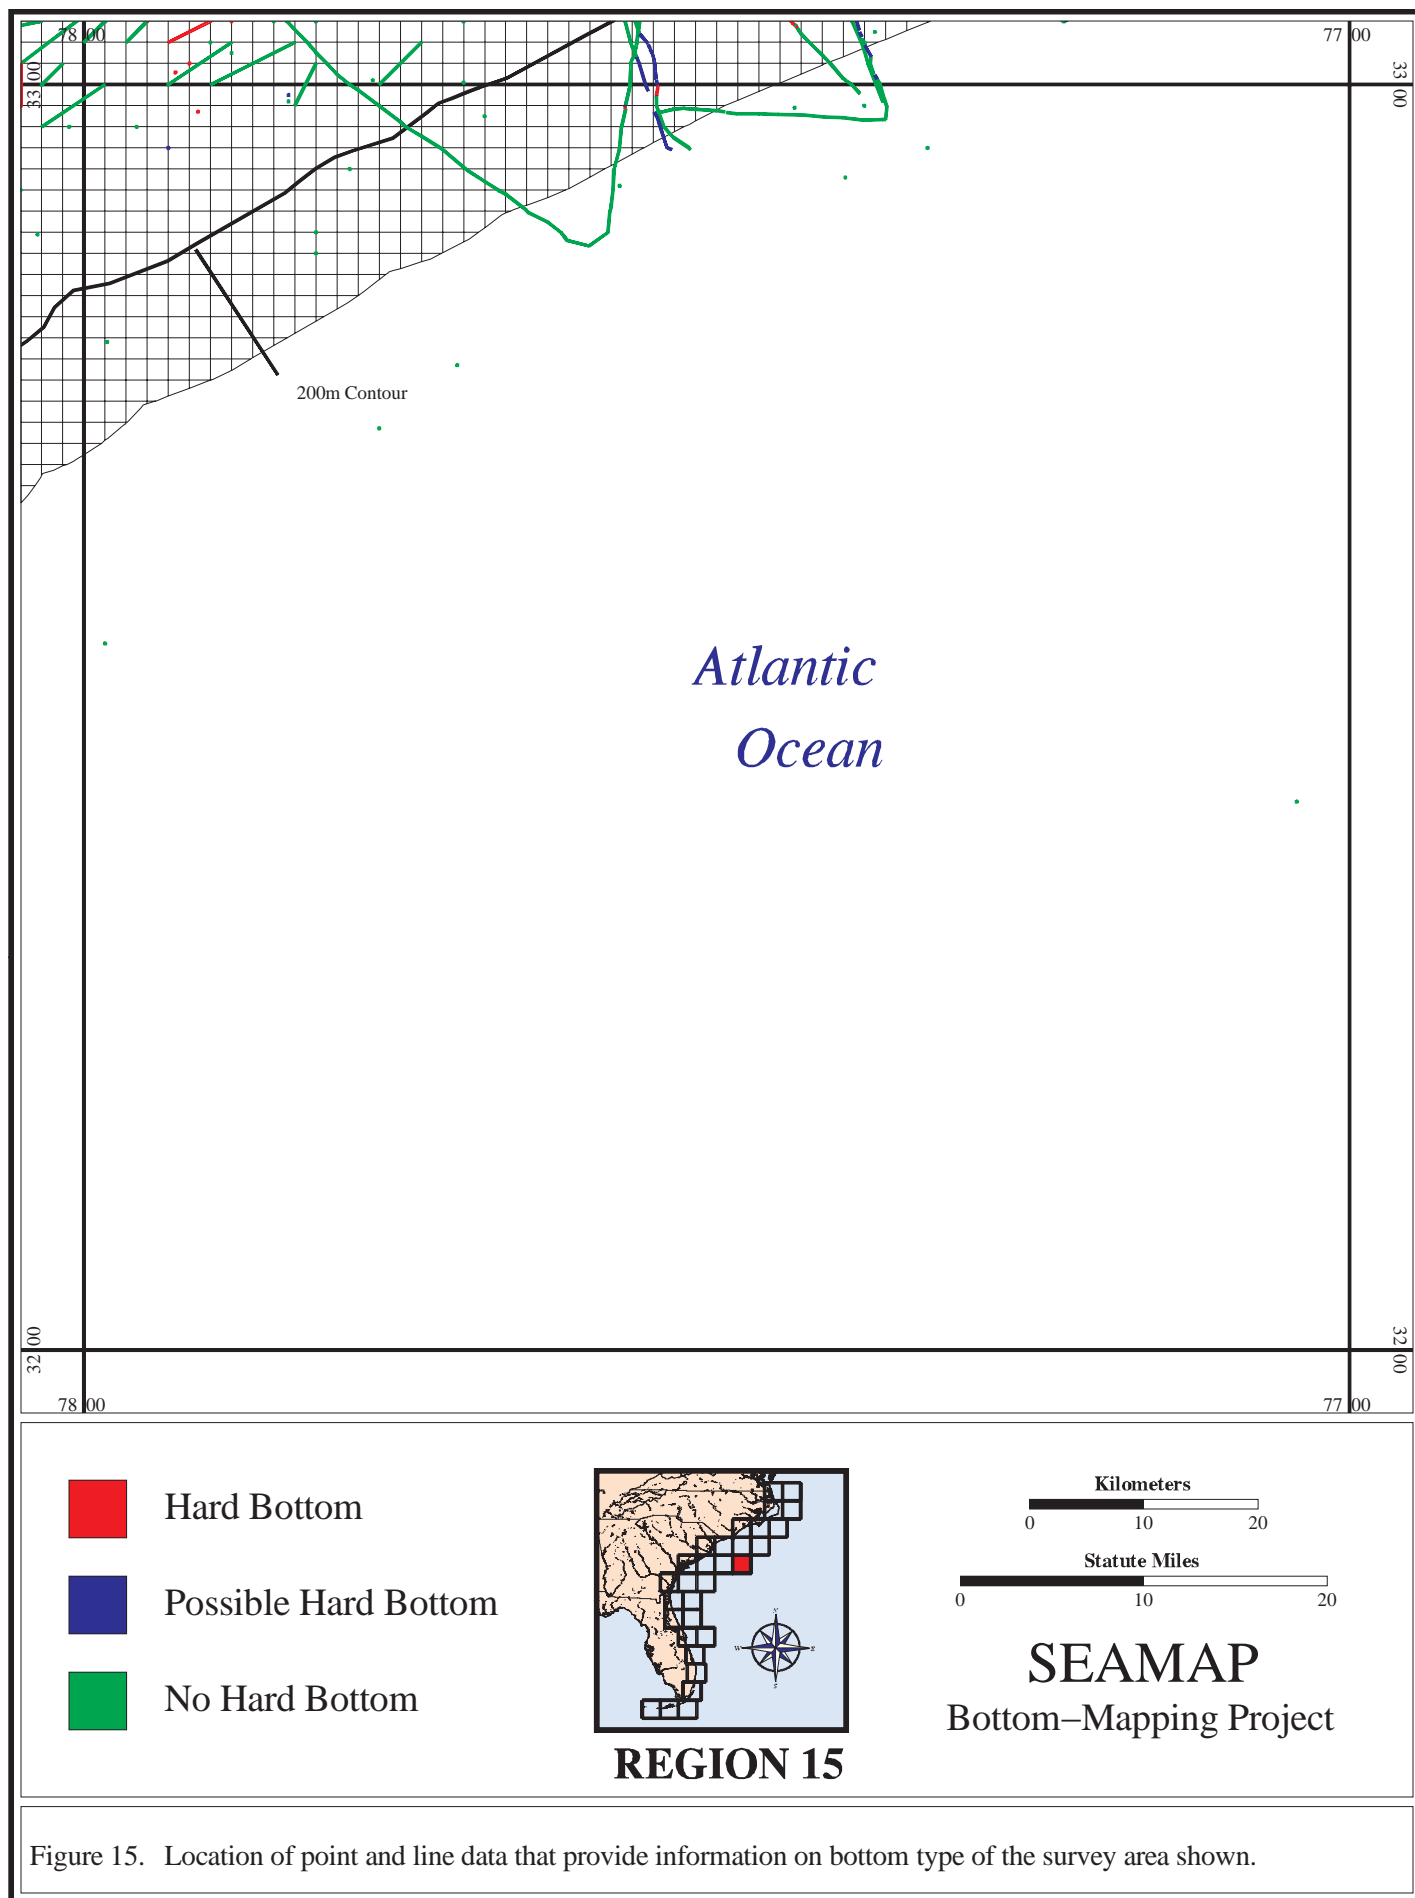 78 00
77 00
33 00
33 00
200m Contour
Atlantic
Ocean
32 00
32 00
78 00
77 00
Hard Bottom
Possible Hard Bottom
No Hard Bottom
N
W
E
S
REGION 15
Kilometers
0 10 20
Statute Miles
0 10 20
SEAMAP
Bottom−Mapping Project
Figure 15. Location of point and line data that provide information on bottom type of the survey area shown.